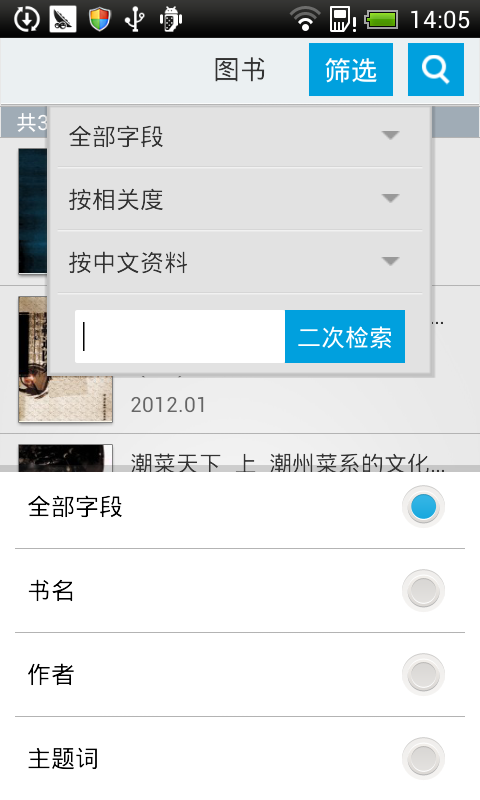 14:05
图书
筛选
共3
全部字段
按相关度
按中文资料
二次检索
...
2012.01
潮菜天下 上 潮州菜系的文化...
全部字段
书名
作者
主题词